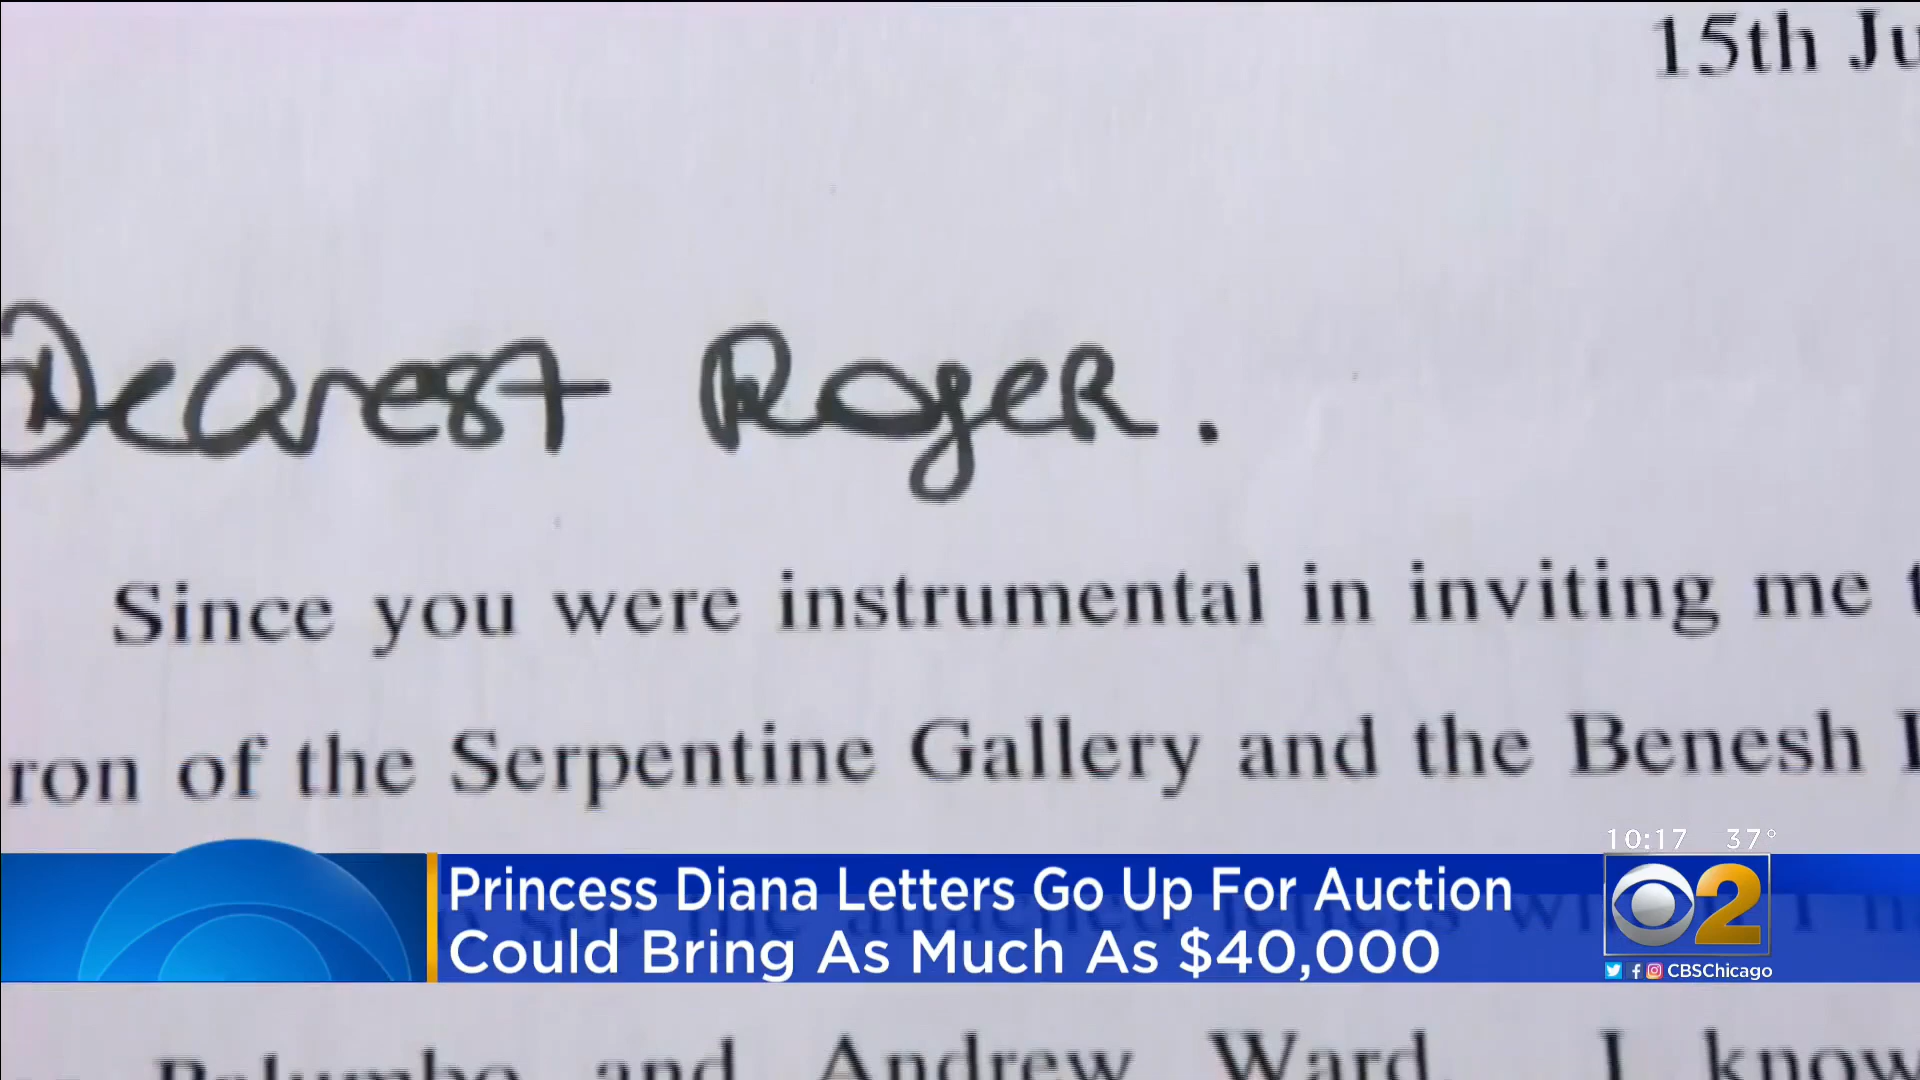 15th Ju
Dearest Roger.
Since you were instrumental in inviting me t
ron of the Serpentine Gallery and the Benesh I
10:17 37°
Princess Diana Letters Go Up For Auction
Could Bring As Much As $40,000
2
CBSChicago
Palumbo and Andrew Ward. I know